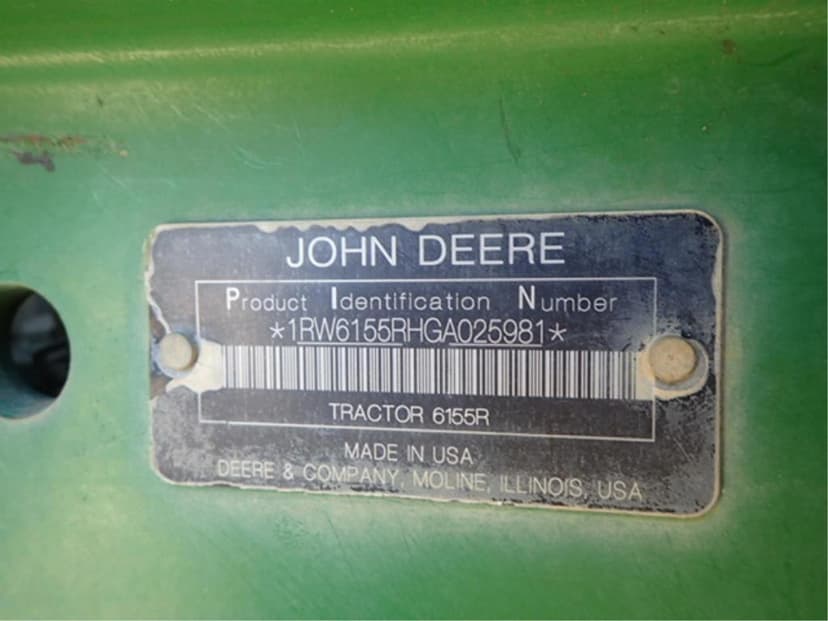 JOHN DEERE
Product Identification Number
*1RW6155RHGA025981*
TRACTOR 6155R
MADE IN USA
DEERE & COMPANY, MOLINE, ILLINOIS, USA